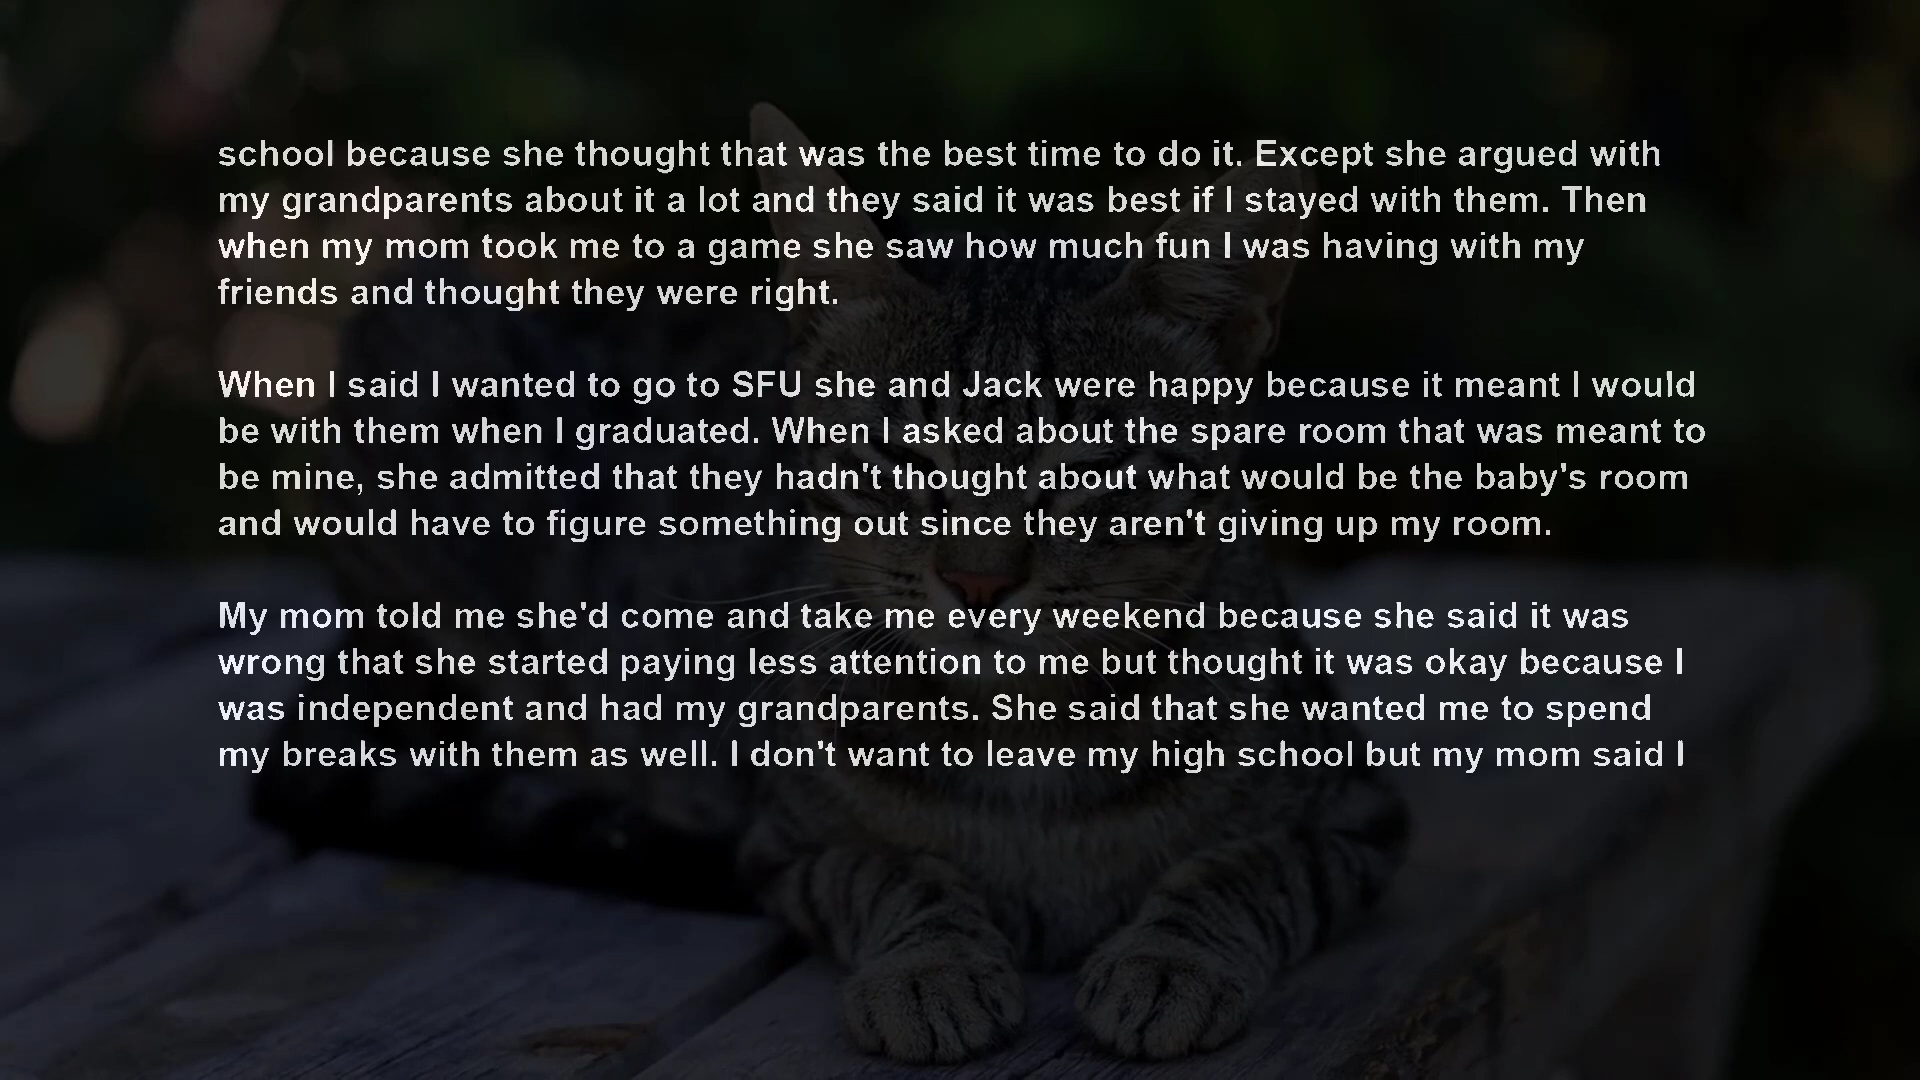 school because she thought that was the best time to do it. Except she argued with
my grandparents about it a lot and they said it was best if I stayed with them. Then
when my mom took me to a game she saw how much fun I was having with my
friends and thought they were right.
When I said I wanted to go to SFU she and Jack were happy because it meant I would
be with them when I graduated. When I asked about the spare room that was meant to
be mine, she admitted that they hadn't thought about what would be the baby's room
and would have to figure something out since they aren't giving up my room.
My mom told me she'd come and take me every weekend because she said it was
wrong that she started paying less attention to me but thought it was okay because I
was independent and had my grandparents. She said that she wanted me to spend
my breaks with them as well. I don't want to leave my high school but my mom said I